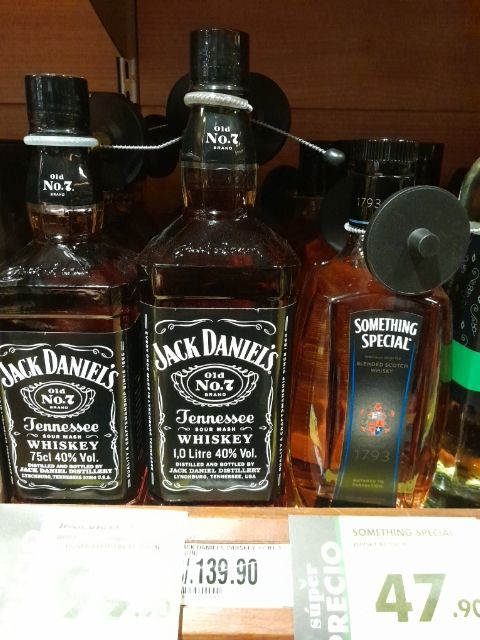 Old
No.7
BRAND
JACK DANIEL'S
Old
No.7
BRAND
Tennessee
SOUR MASH
WHISKEY
75cl 40% Vol.
DISTILLED AND BOTTLED BY
JACK DANIEL DISTILLERY
LYNCHBURG, TENNESSEE
Old
No.7
BRAND
JACK DANIEL'S
Old
No.7
BRAND
Tennessee
SOUR MASH
WHISKEY
1,0 Litre 40% Vol.
DISTILLED AND BOTTLED BY
JACK DANIEL DISTILLERY
LYNCHBURG, TENNESSEE, USA
1793
SOMETHING
SPECIAL
BLENDED SCOTCH
WHISKY
1793
139.90
súper
PRECIO
SOMETHING SPECIAL
47.90